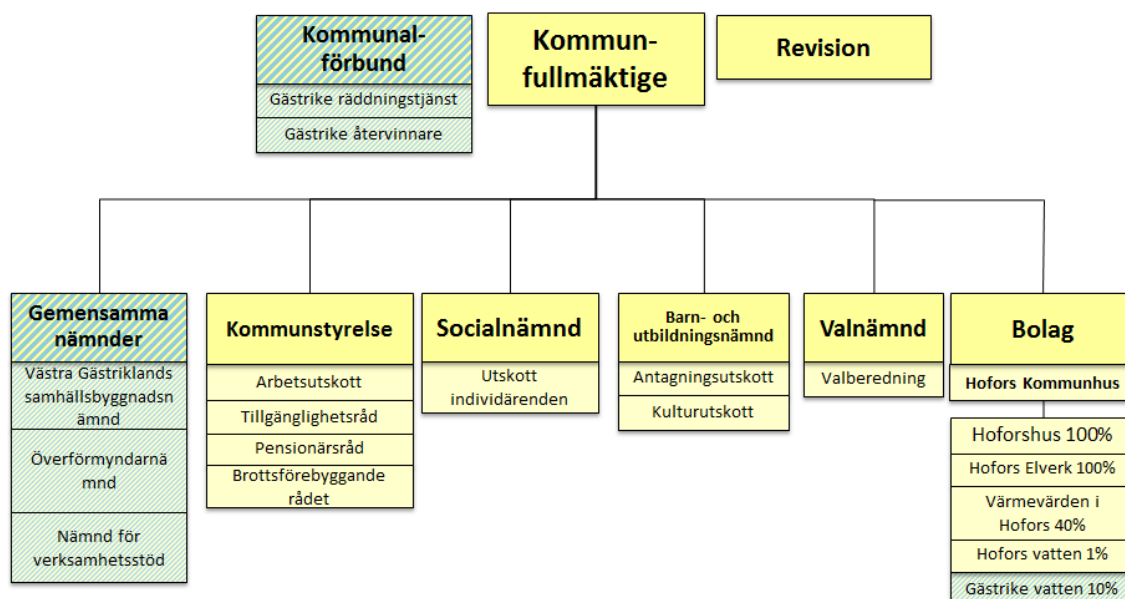 Kommunal-
förbund
Gästrike räddningstjänst
Gästrike återvinnare
Kommun-
fullmäktige
Revision
Gemensamma
nämnder
Västra Gästriklands
samhällsbyggnadsn
ämnd
Överförmyndarnä
mnd
Nämnd för
verksamhetsstöd
Kommunstyrelse
Arbetsutskott
Tillgänglighetsråd
Pensionärsråd
Brottsförebyggande
rådet
Socialnämnd
Utskott
individärenden
Barn- och
utbildningsnämnd
Antagningsutskott
Kulturutskott
Valnämnd
Valberedning
Bolag
Hofors Kommunhus
Hoforshus 100%
Hofors Elverk 100%
Värmevärden i
Hofors 40%
Hofors vatten 1%
Gästrike vatten 10%